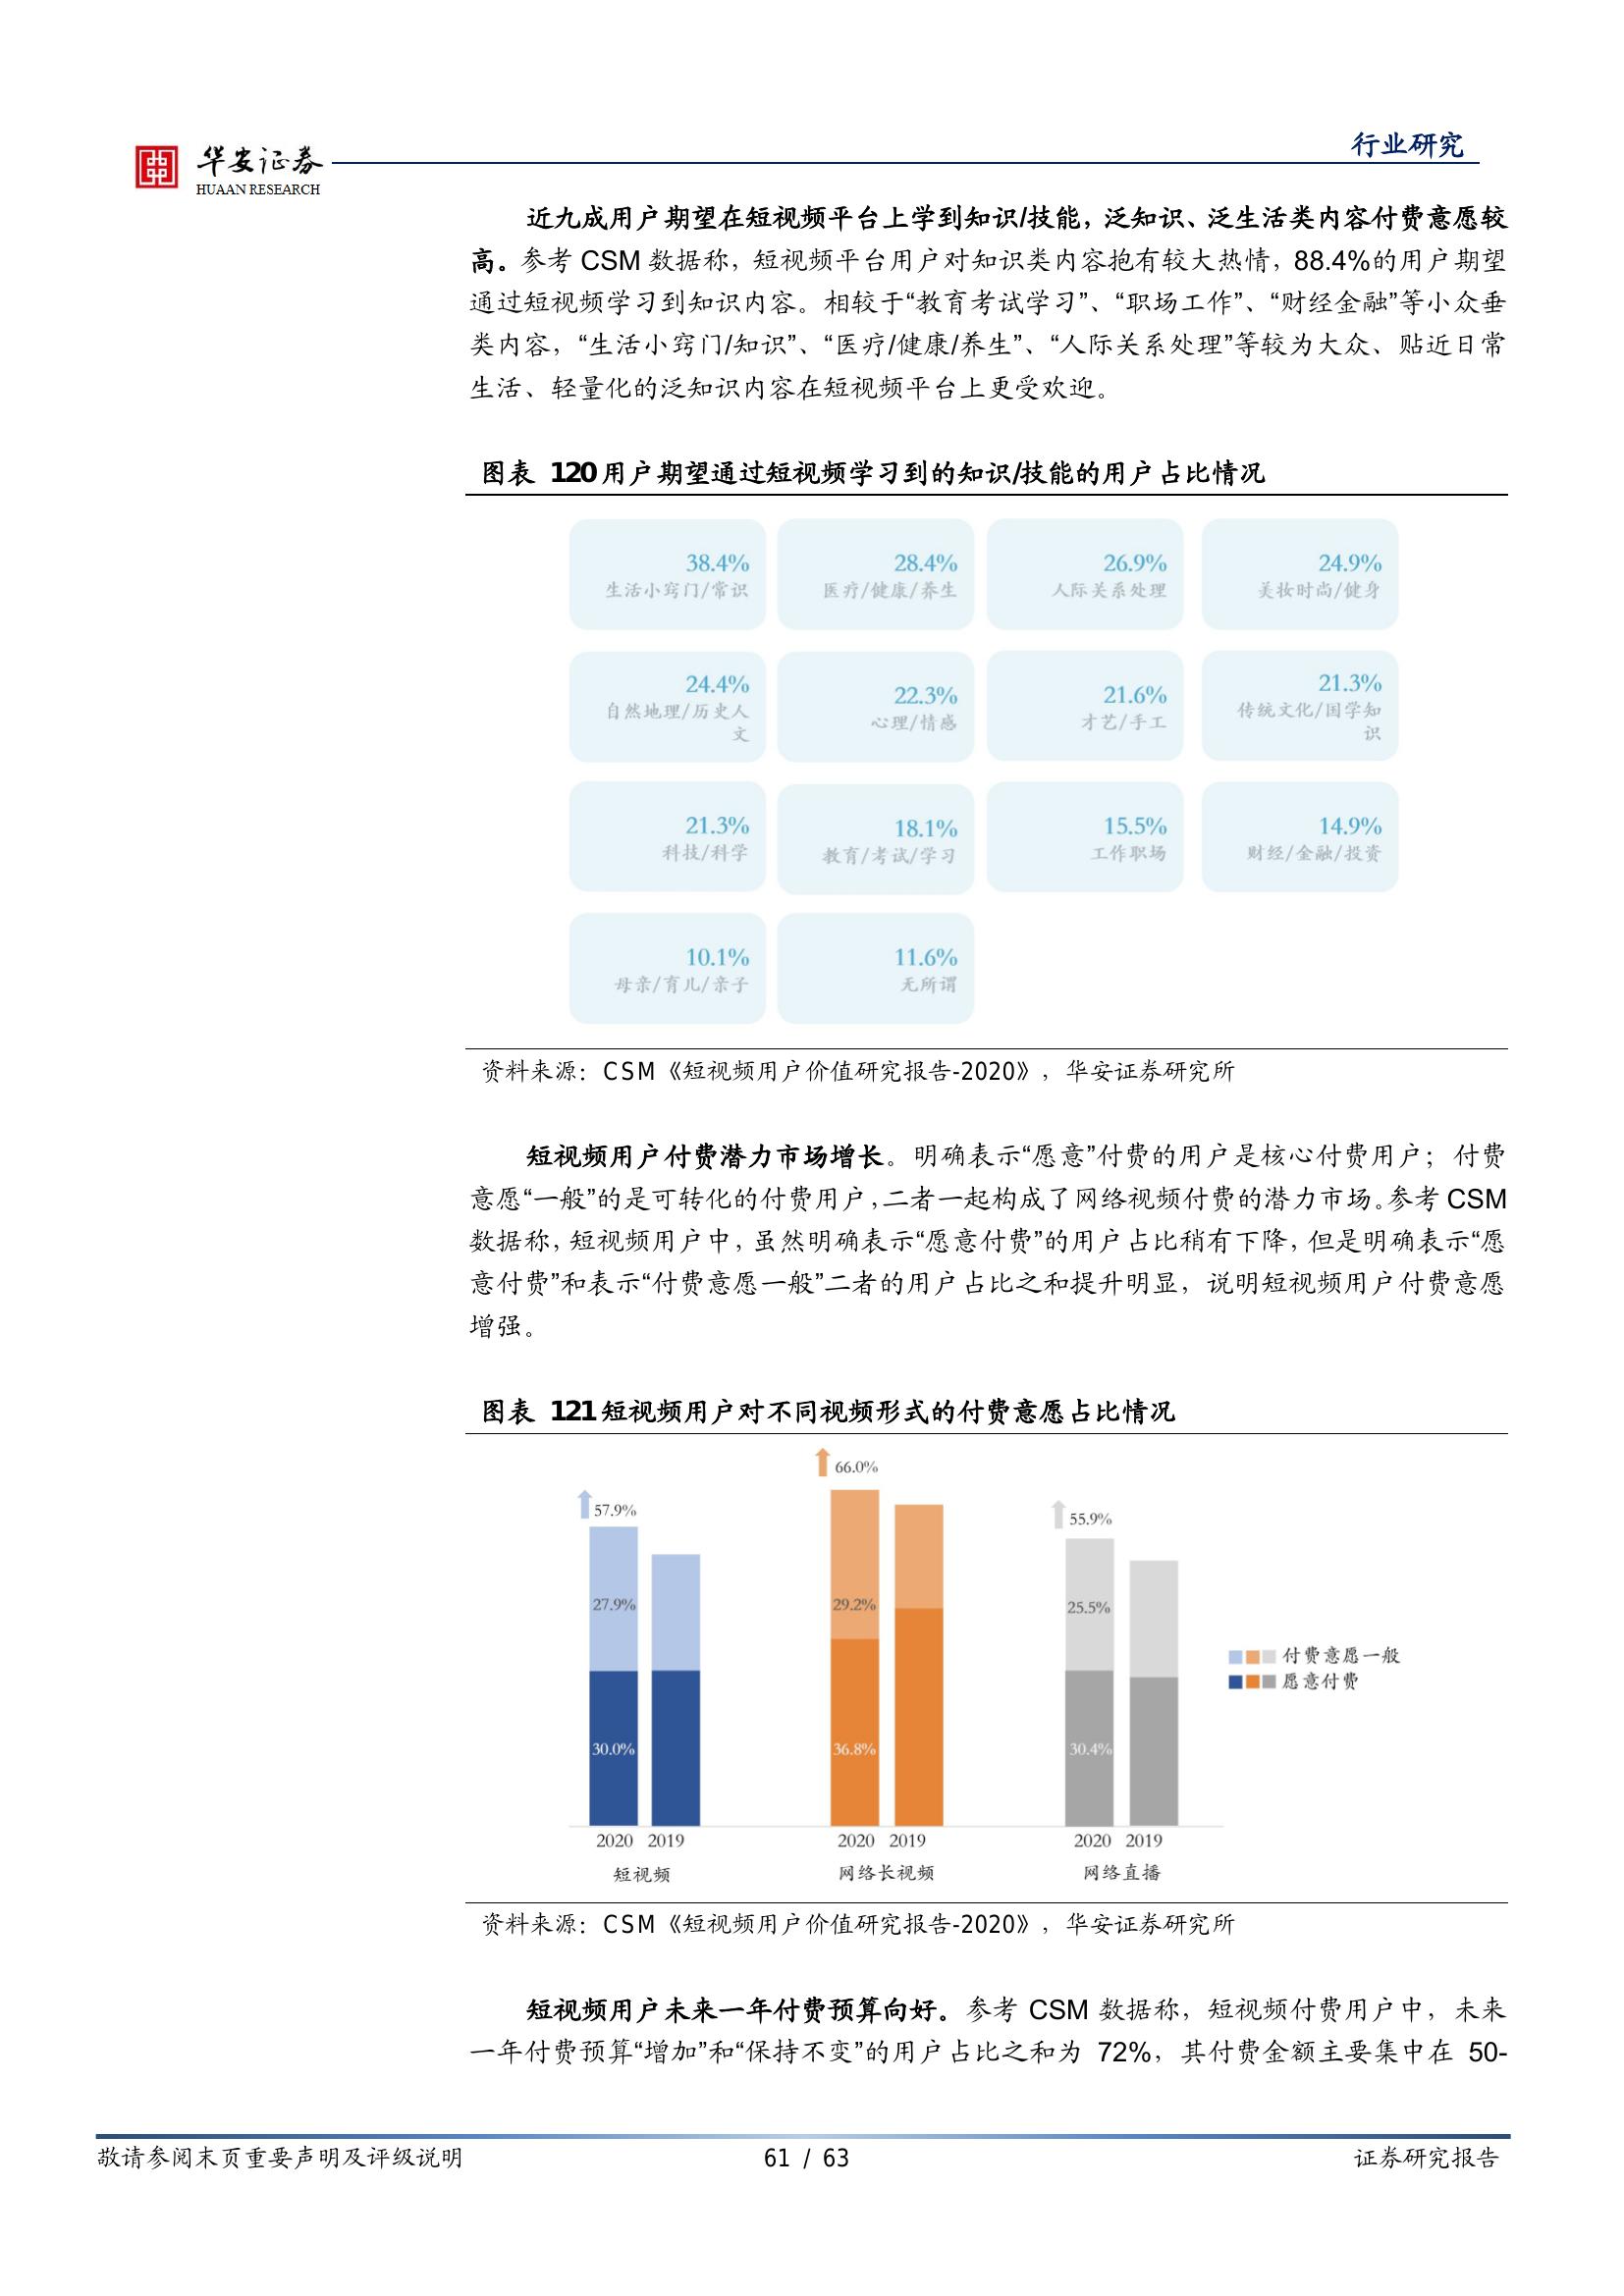 华安证券
HUAAN RESEARCH
行业研究
近九成用户期望在短视频平台上学到知识/技能，泛知识、泛生活类内容付费意愿较
高。参考 CSM 数据称，短视频平台用户对知识类内容抱有较大热情，88.4%的用户期望
通过短视频学习到知识内容。相较于“教育考试学习”、“职场工作”、“财经金融”等小众垂
类内容，“生活小窍门/知识”、“医疗/健康/养生”、“人际关系处理”等较为大众、贴近日常
生活、轻量化的泛知识内容在短视频平台上更受欢迎。
图表 120 用户期望通过短视频学习到的知识/技能的用户占比情况
38.4%
生活小窍门/常识
28.4%
医疗/健康/养生
26.9%
人际关系处理
24.9%
美妆时尚/健身
24.4%
自然地理/历史人
文
22.3%
心理/情感
21.6%
才艺/手工
21.3%
传统文化/国学知
识
21.3%
科技/科学
18.1%
教育/考试/学习
15.5%
工作职场
14.9%
财经/金融/投资
10.1%
母亲/育儿/亲子
11.6%
无所谓
资料来源：CSM《短视频用户价值研究报告-2020》，华安证券研究所
短视频用户付费潜力市场增长。明确表示“愿意”付费的用户是核心付费用户；付费
意愿“一般”的是可转化的付费用户，二者一起构成了网络视频付费的潜力市场。参考 CSM
数据称，短视频用户中，虽然明确表示“愿意付费”的用户占比稍有下降，但是明确表示“愿
意付费”和表示“付费意愿一般”二者的用户占比之和提升明显，说明短视频用户付费意愿
增强。
图表 121 短视频用户对不同视频形式的付费意愿占比情况
57.9%
27.9%
30.0%
2020 2019
短视频
66.0%
29.2%
36.8%
2020 2019
网络长视频
55.9%
25.5%
30.4%
2020 2019
网络直播
付费意愿一般
愿意付费
资料来源：CSM《短视频用户价值研究报告-2020》，华安证券研究所
短视频用户未来一年付费预算向好。参考 CSM 数据称，短视频付费用户中，未来
一年付费预算“增加”和“保持不变”的用户占比之和为 72%，其付费金额主要集中在 50-
敬请参阅末页重要声明及评级说明
61 / 63
证券研究报告